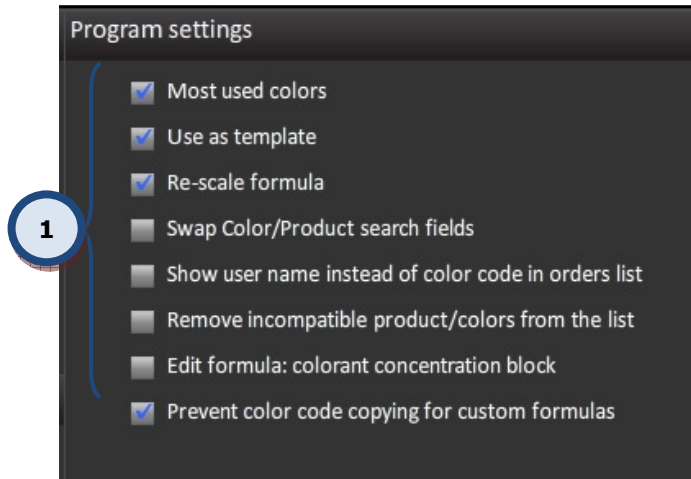 Program settings
Most used colors
Use as template
Re-scale formula
1
Swap Color/Product search fields
Show user name instead of color code in orders list
Remove incompatible product/colors from the list
Edit formula: colorant concentration block
Prevent color code copying for custom formulas